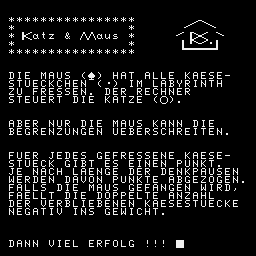 * Katz & Maus *
DIE MAUS (♠) HAT ALLE KAESE-
STUECKCHEN (·) IM LABYRINTH
ZU FRESSEN. DER RECHNER
STEUERT DIE KATZE (○).
ABER NUR DIE MAUS KANN DIE
BEGRENZUNGEN UEBERSCHREITEN.
FUER JEDES GEFRESSENE KAESE-
STUECK GIBT ES EINEN PUNKT.
JE NACH LAENGE DER DENKPAUSEN
WERDEN DAVON PUNKTE ABGEZOGEN.
FALLS DIE MAUS GEFANGEN WIRD,
FAELLT DIE DOPPELTE ANZAHL
DER VERBLIEBENEN KAESESTUECKE
NEGATIV INS GEWICHT.
DANN VIEL ERFOLG !!!